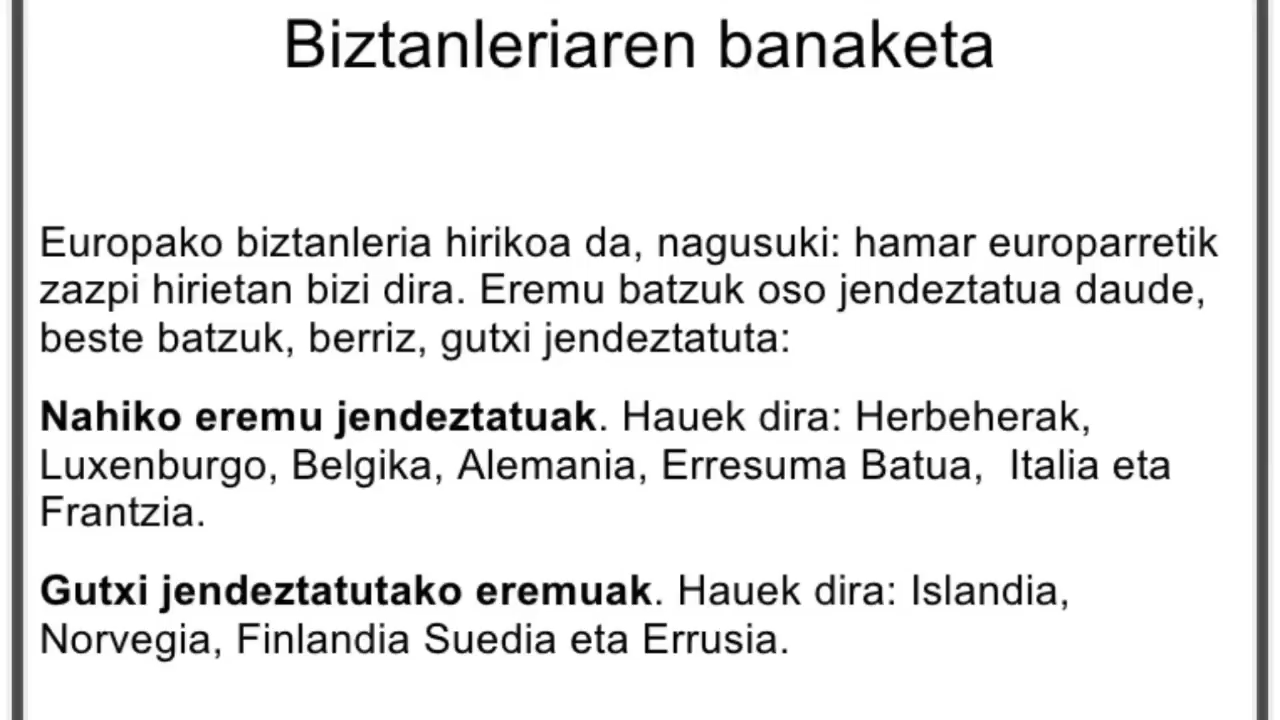 Biztanleriaren banaketa
Europako biztanleria hirikoa da, nagusuki: hamar europarretik
zazpi hirietan bizi dira. Eremu batzuk oso jendeztatua daude,
beste batzuk, berriz, gutxi jendeztatuta:
Nahiko eremu jendeztatuak. Hauek dira: Herbeherak,
Luxenburgo, Belgika, Alemania, Erresuma Batua,  Italia eta
Frantzia.
Gutxi jendeztatutako eremuak. Hauek dira: Islandia,
Norvegia, Finlandia Suedia eta Errusia.